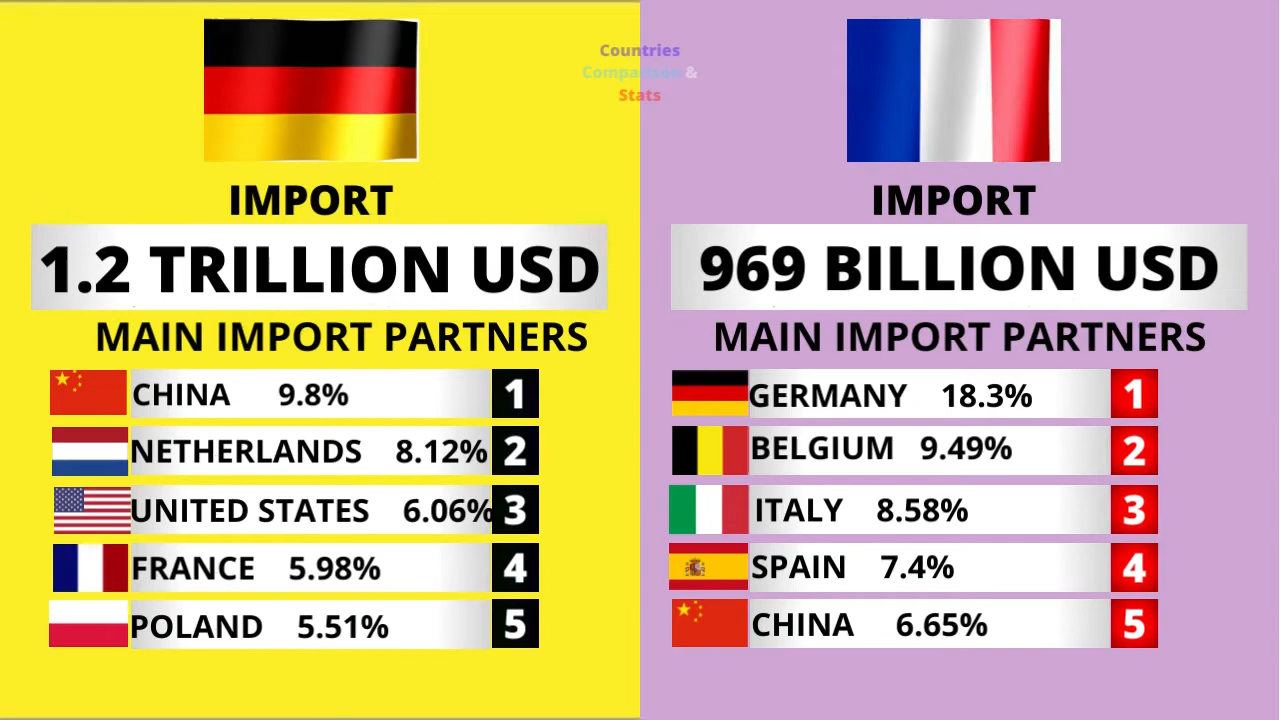 Countries
Comparison &
Stats
IMPORT
1.2 TRILLION USD
MAIN IMPORT PARTNERS
CHINA 9.8% 1
NETHERLANDS 8.12% 2
UNITED STATES 6.06% 3
FRANCE 5.98% 4
POLAND 5.51% 5
IMPORT
969 BILLION USD
MAIN IMPORT PARTNERS
GERMANY 18.3% 1
BELGIUM 9.49% 2
ITALY 8.58% 3
SPAIN 7.4% 4
CHINA 6.65% 5